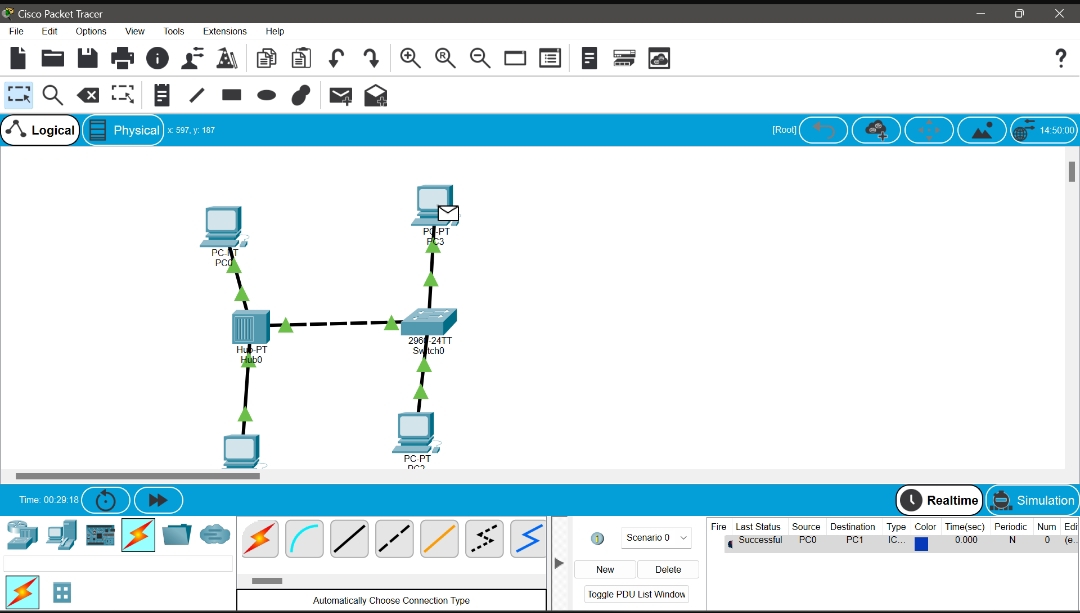 Cisco Packet Tracer
File Edit Options View Tools Extensions Help
Logical Physical x: 597, y: 187 [Root] 14:50:00
PC-PT
PC3
PC-PT
PC0
2960-24TT
Switch0
Hub-PT
Hub0
PC-PT
PC2
Time: 00:29:18 Realtime Simulation
Scenario 0
New Delete
Toggle PDU List Window
Fire Last Status Source Destination Type Color Time(sec) Periodic Num Edi
Successful PC0 PC1 IC... 0.000 N 0 (e...
Automatically Choose Connection Type